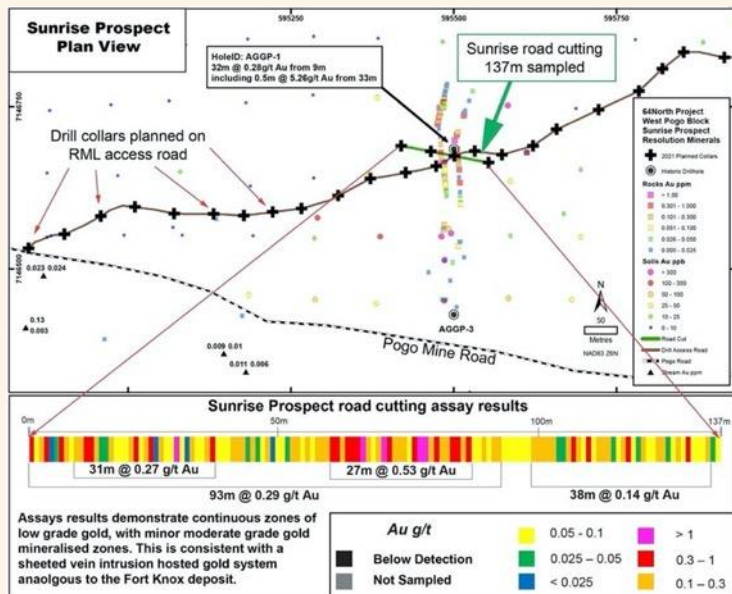 Sunrise Prospect
Plan View
595250
595500
595750
7146750
7146500
HoleID: AGGP-1
32m @ 0.28g/t Au from 9m
including 0.5m @ 5.26g/t Au from 33m
Sunrise road cutting
137m sampled
Drill collars planned on
RML access road
0.023 0.024
0.13
0.003
0.009 0.01
0.011 0.006
Pogo Mine Road
AGGP-3
N
50
Metres
NAD83 Z6N
64North Project
West Pogo Block
Sunrise Prospect
Resolution Minerals
2021 Planned Collars
Historic Drillhole
Rocks Au ppm
> 1.00
0.301 - 1.000
0.101 - 0.300
0.051 - 0.100
0.026 - 0.050
0.000 - 0.025
Soils Au ppb
> 300
100 - 300
50 - 100
25 - 50
10 - 25
0 - 10
Road Cut
Drill Access Road
Pogo Road
Stream Au ppm
Sunrise Prospect road cutting assay results
0m
50m
100m
137m
31m @ 0.27 g/t Au
27m @ 0.53 g/t Au
93m @ 0.29 g/t Au
38m @ 0.14 g/t Au
Assays results demonstrate continuous zones of
low grade gold, with minor moderate grade gold
mineralised zones. This is consistent with a
sheeted vein intrusion hosted gold system
anaolgous to the Fort Knox deposit.
Au g/t
Below Detection
Not Sampled
0.05 - 0.1
0.025 – 0.05
< 0.025
> 1
0.3 – 1
0.1 – 0.3